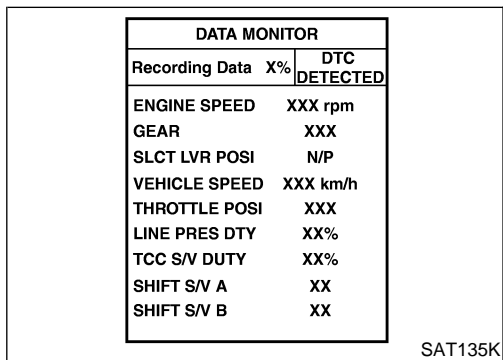 DATA MONITOR
Recording Data X% DTC DETECTED
ENGINE SPEED XXX rpm
GEAR XXX
SLCT LVR POSI N/P
VEHICLE SPEED XXX km/h
THROTTLE POSI XXX
LINE PRES DTY XX%
TCC S/V DUTY XX%
SHIFT S/V A XX
SHIFT S/V B XX
SAT135K